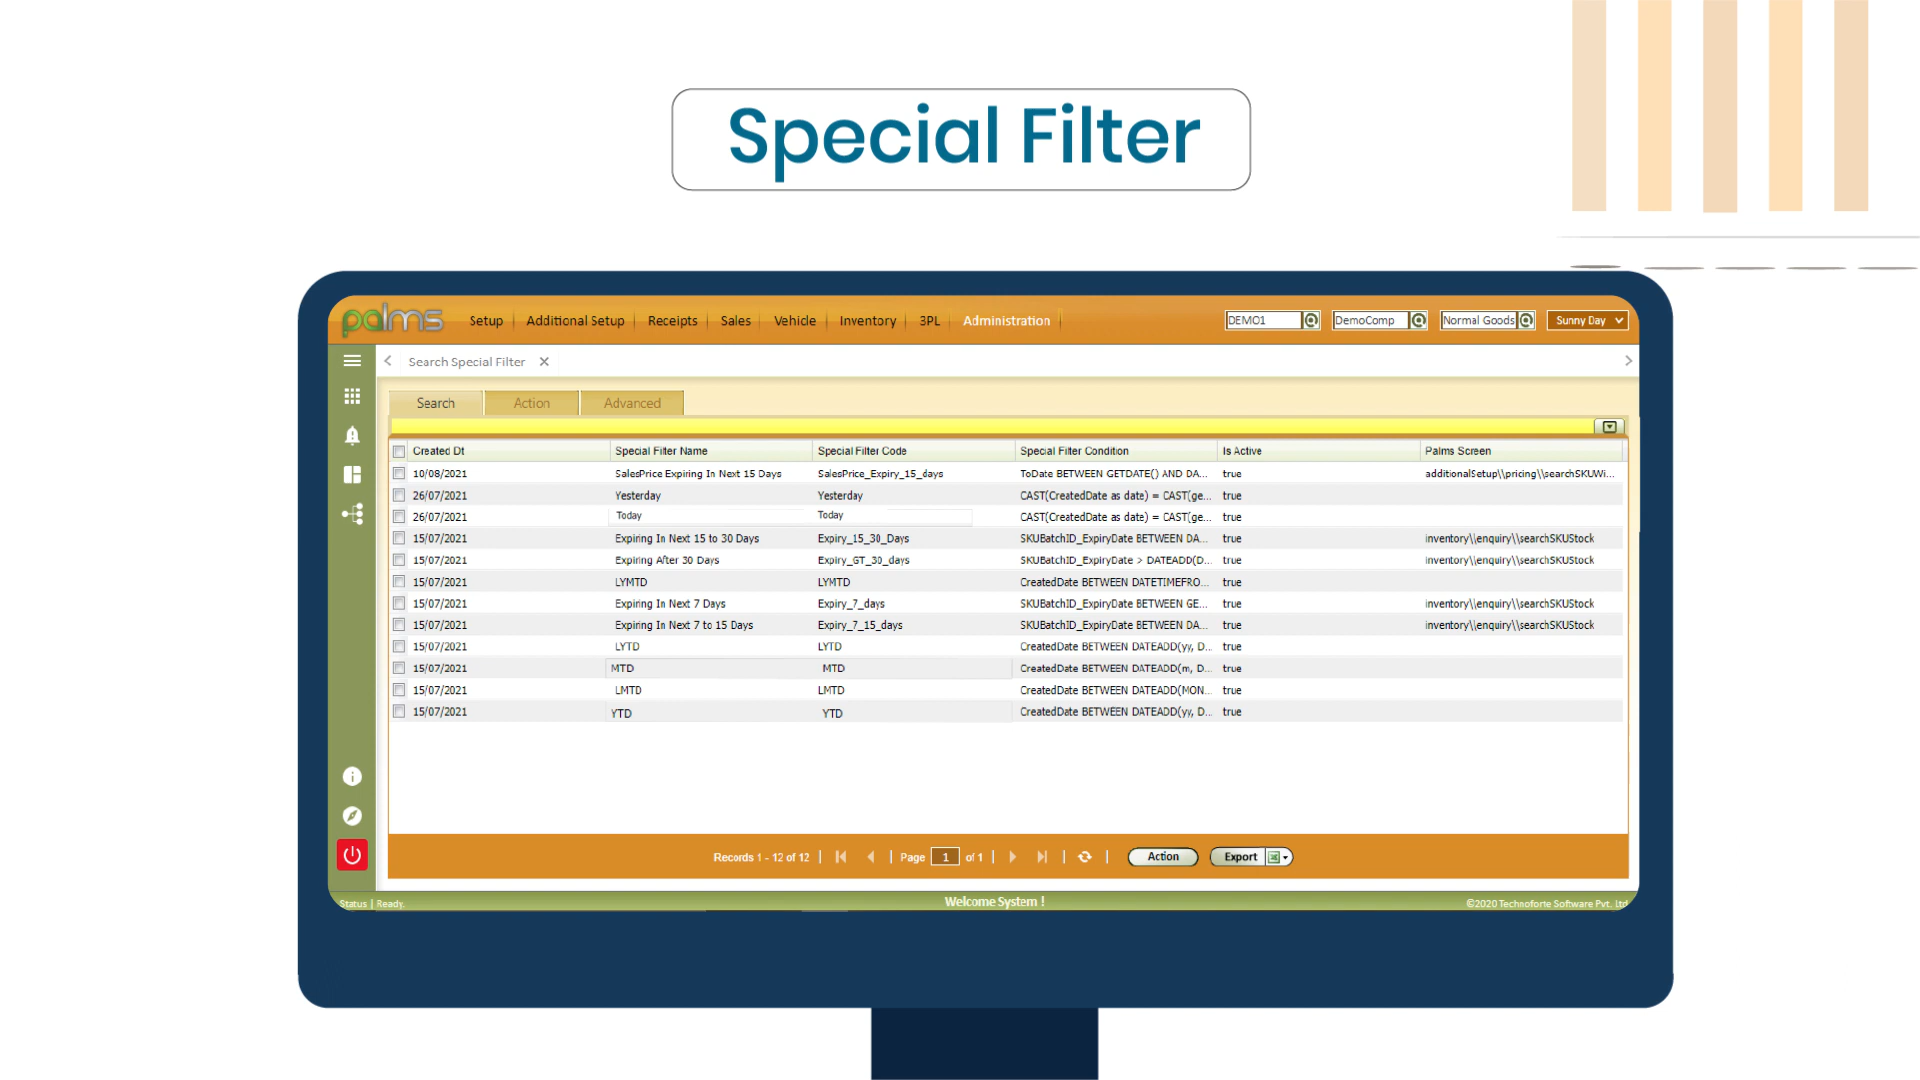 Special Filter
palms Setup Additional Setup Receipts Sales Vehicle Inventory 3PL Administration DEMO1 DemoComp Normal Goods Sunny Day
Search Special Filter
Search Action Advanced
Created Dt Special Filter Name Special Filter Code Special Filter Condition Is Active Palms Screen
10/08/2021 SalesPrice Expiring In Next 15 Days SalesPrice_Expiry_15_days ToDate BETWEEN GETDATE() AND DA... true additionalSetup\\pricing\\searchSKUWi...
26/07/2021 Yesterday Yesterday CAST(CreatedDate as date) = CAST(ge... true
26/07/2021 Today Today CAST(CreatedDate as date) = CAST(ge... true
15/07/2021 Expiring In Next 15 to 30 Days Expiry_15_30_Days SKUBatchID_ExpiryDate BETWEEN DA... true inventory\\enquiry\\searchSKUStock
15/07/2021 Expiring After 30 Days Expiry_GT_30_days SKUBatchID_ExpiryDate > DATEADD(D... true inventory\\enquiry\\searchSKUStock
15/07/2021 LYMTD LYMTD CreatedDate BETWEEN DATETIMEFRO... true
15/07/2021 Expiring In Next 7 Days Expiry_7_days SKUBatchID_ExpiryDate BETWEEN GE... true inventory\\enquiry\\searchSKUStock
15/07/2021 Expiring In Next 7 to 15 Days Expiry_7_15_days SKUBatchID_ExpiryDate BETWEEN DA... true inventory\\enquiry\\searchSKUStock
15/07/2021 LYTD LYTD CreatedDate BETWEEN DATEADD(yy, D... true
15/07/2021 MTD MTD CreatedDate BETWEEN DATEADD(m, D... true
15/07/2021 LMTD LMTD CreatedDate BETWEEN DATEADD(MON... true
15/07/2021 YTD YTD CreatedDate BETWEEN DATEADD(yy, D... true
Records 1 - 12 of 12 | Page 1 of 1 | Action Export
Status | Ready. Welcome System ! ©2020 Technoforte Software Pvt. Ltd